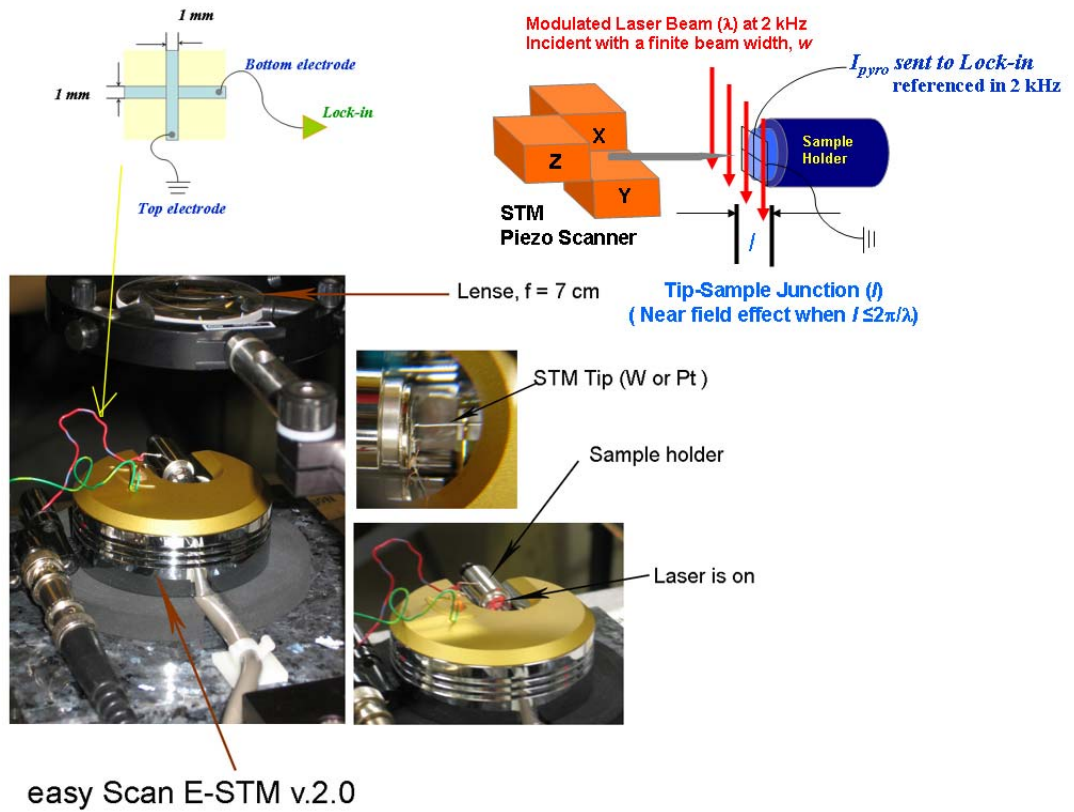 1 mm
Bottom electrode
1 mm
Lock-in
Top electrode
Modulated Laser Beam (λ) at 2 kHz
Incident with a finite beam width, w
I_pyro sent to Lock-in
referenced in 2 kHz
X
Z
Y
Sample
Holder
STM
Piezo Scanner
l
Tip-Sample Junction (l)
( Near field effect when l ≤2π/λ)
Lense, f = 7 cm
STM Tip (W or Pt )
Sample holder
Laser is on
easy Scan E-STM v.2.0